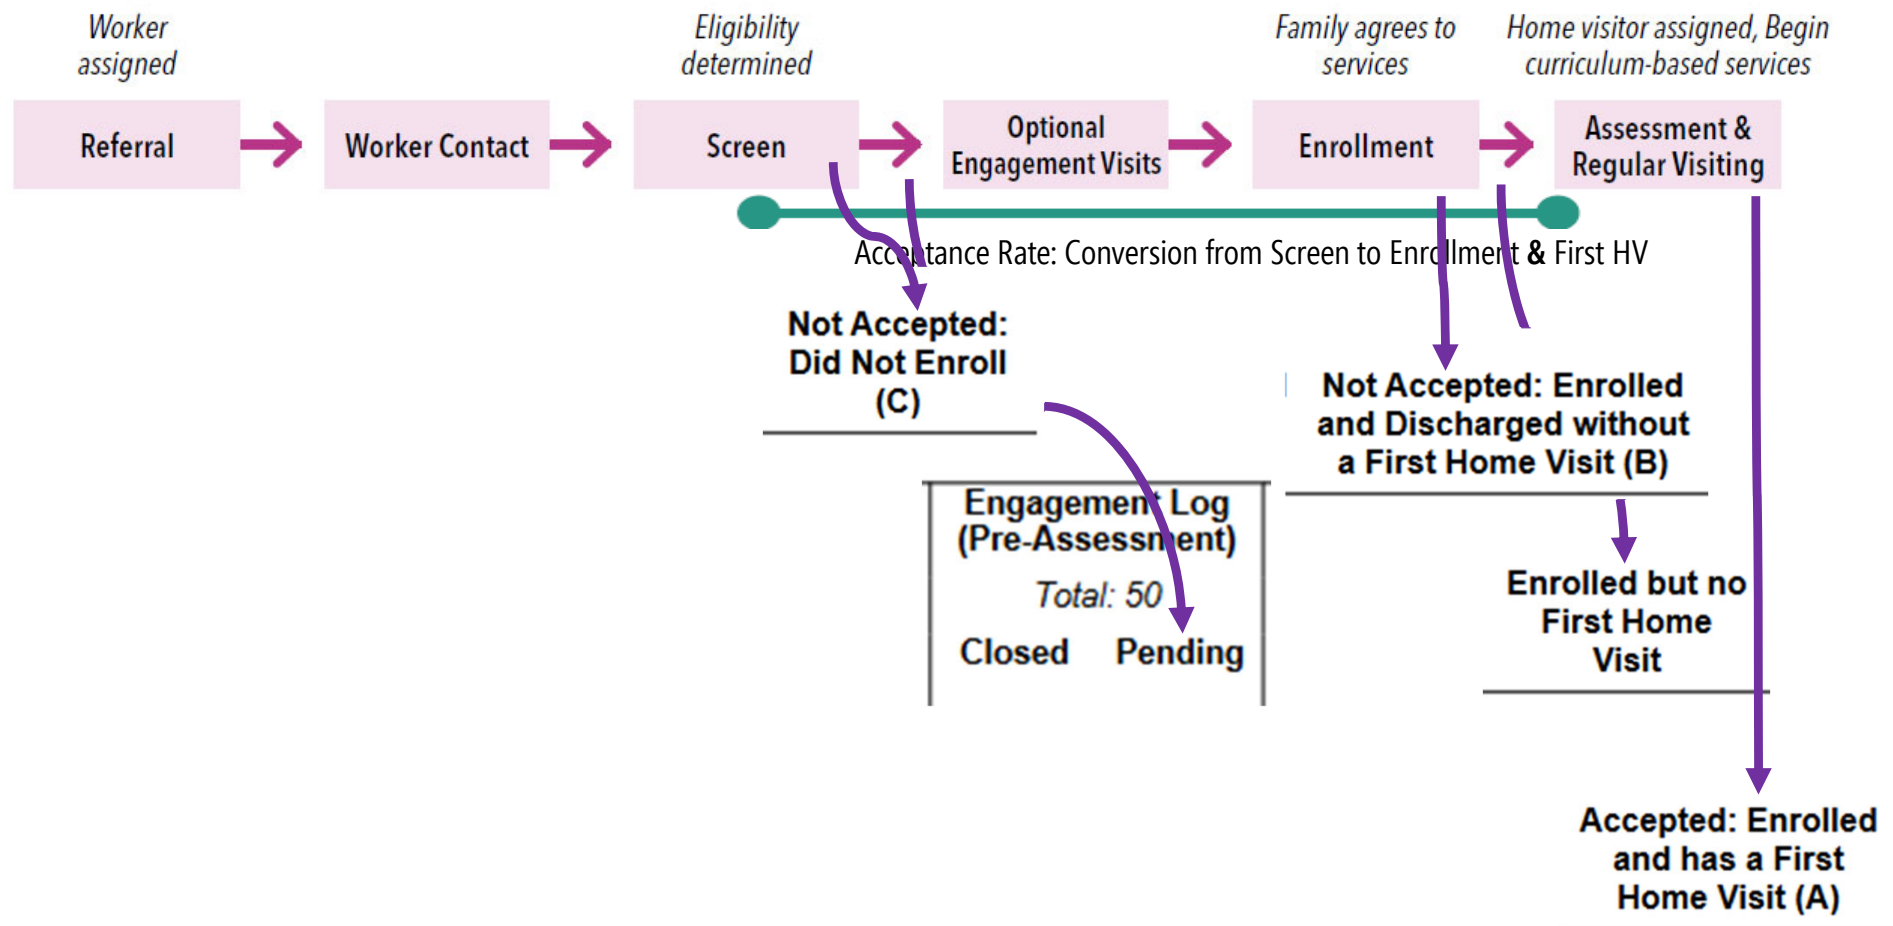 Worker
assigned
Eligibility
determined
Family agrees to
services
Home visitor assigned, Begin
curriculum-based services
Referral
Worker Contact
Screen
Optional
Engagement Visits
Enrollment
Assessment &
Regular Visiting
Acceptance Rate: Conversion from Screen to Enrollment & First HV
Not Accepted:
Did Not Enroll
(C)
Not Accepted: Enrolled
and Discharged without
a First Home Visit (B)
Engagement Log
(Pre-Assessment)
Total: 50
Closed Pending
Enrolled but no
First Home
Visit
Accepted: Enrolled
and has a First
Home Visit (A)